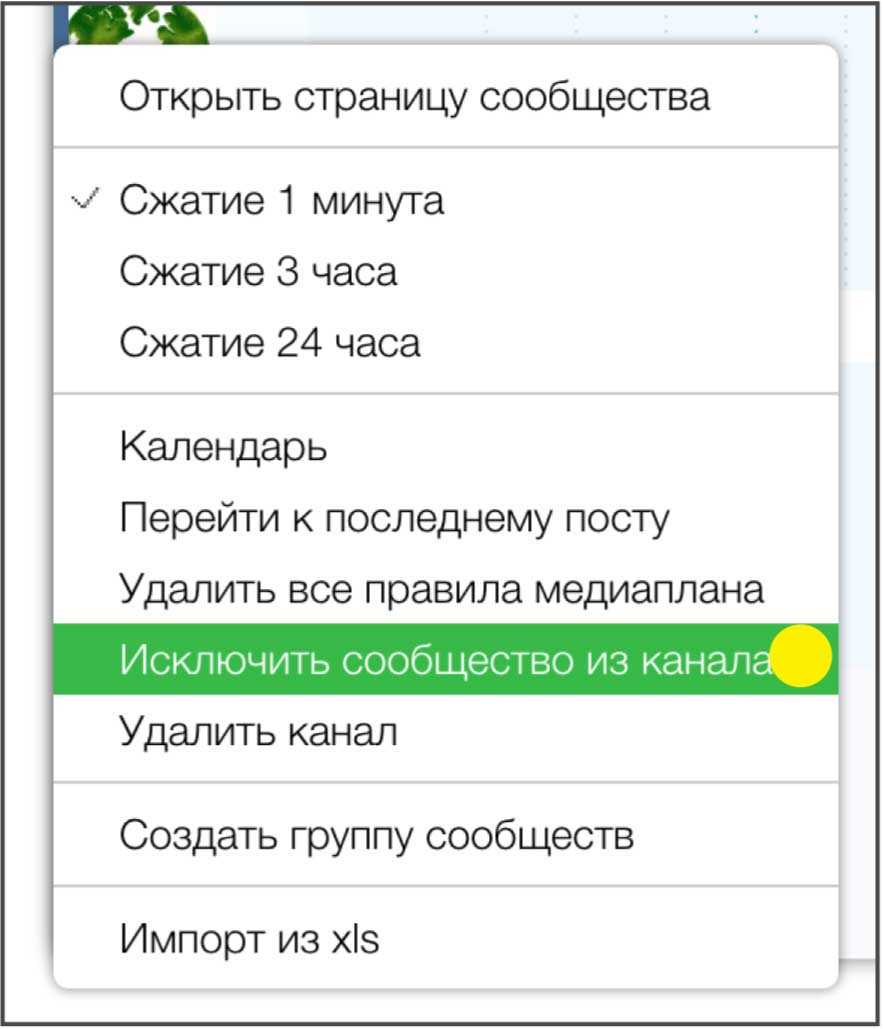 Открыть страницу сообщества
Сжатие 1 минута
Сжатие 3 часа
Сжатие 24 часа
Календарь
Перейти к последнему посту
Удалить все правила медиаплана
Исключить сообщество из канала
Удалить канал
Создать группу сообществ
Импорт из xls